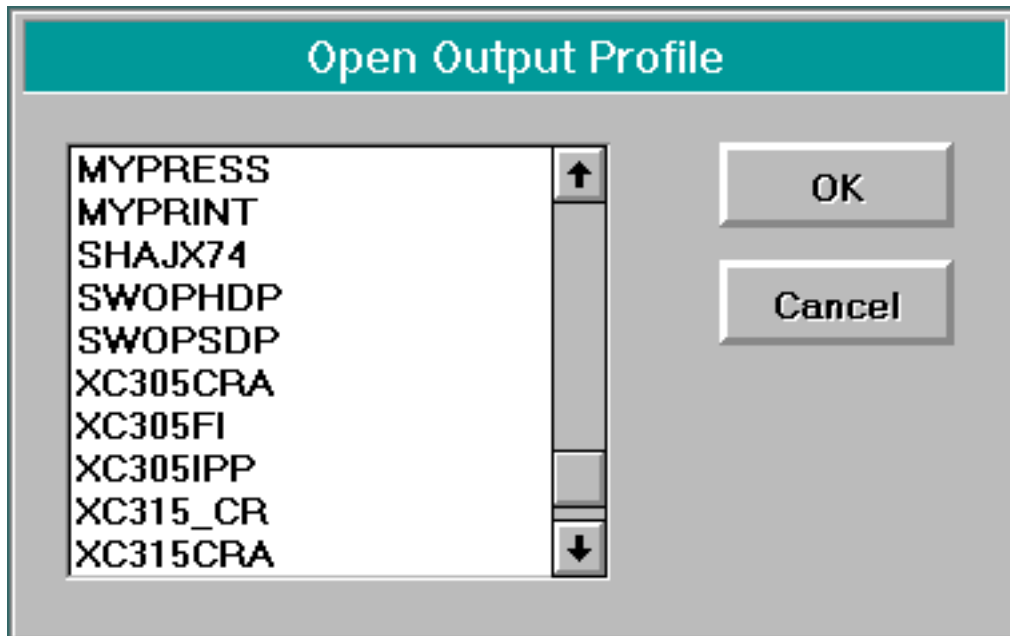 Open Output Profile
MYPRESS
MYPRINT
SHAJX74
SWOPHDP
SWOPSDP
XC305CRA
XC305FI
XC305IPP
XC315_CR
XC315CRA
OK
Cancel